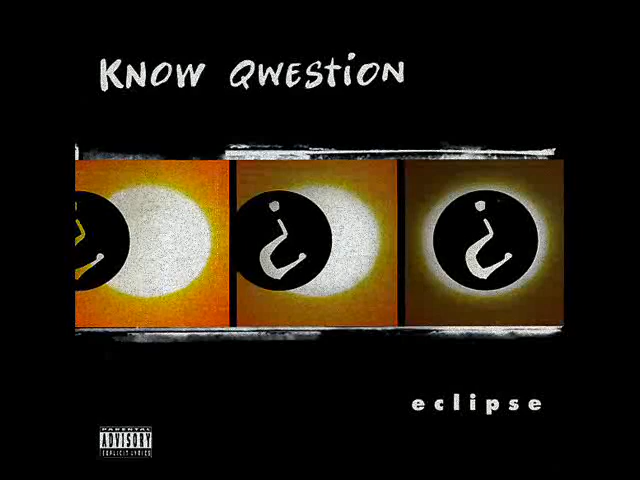 KNOW QWESTION
¿
¿
¿
eclipse
PARENTAL
ADVISORY
EXPLICIT LYRICS